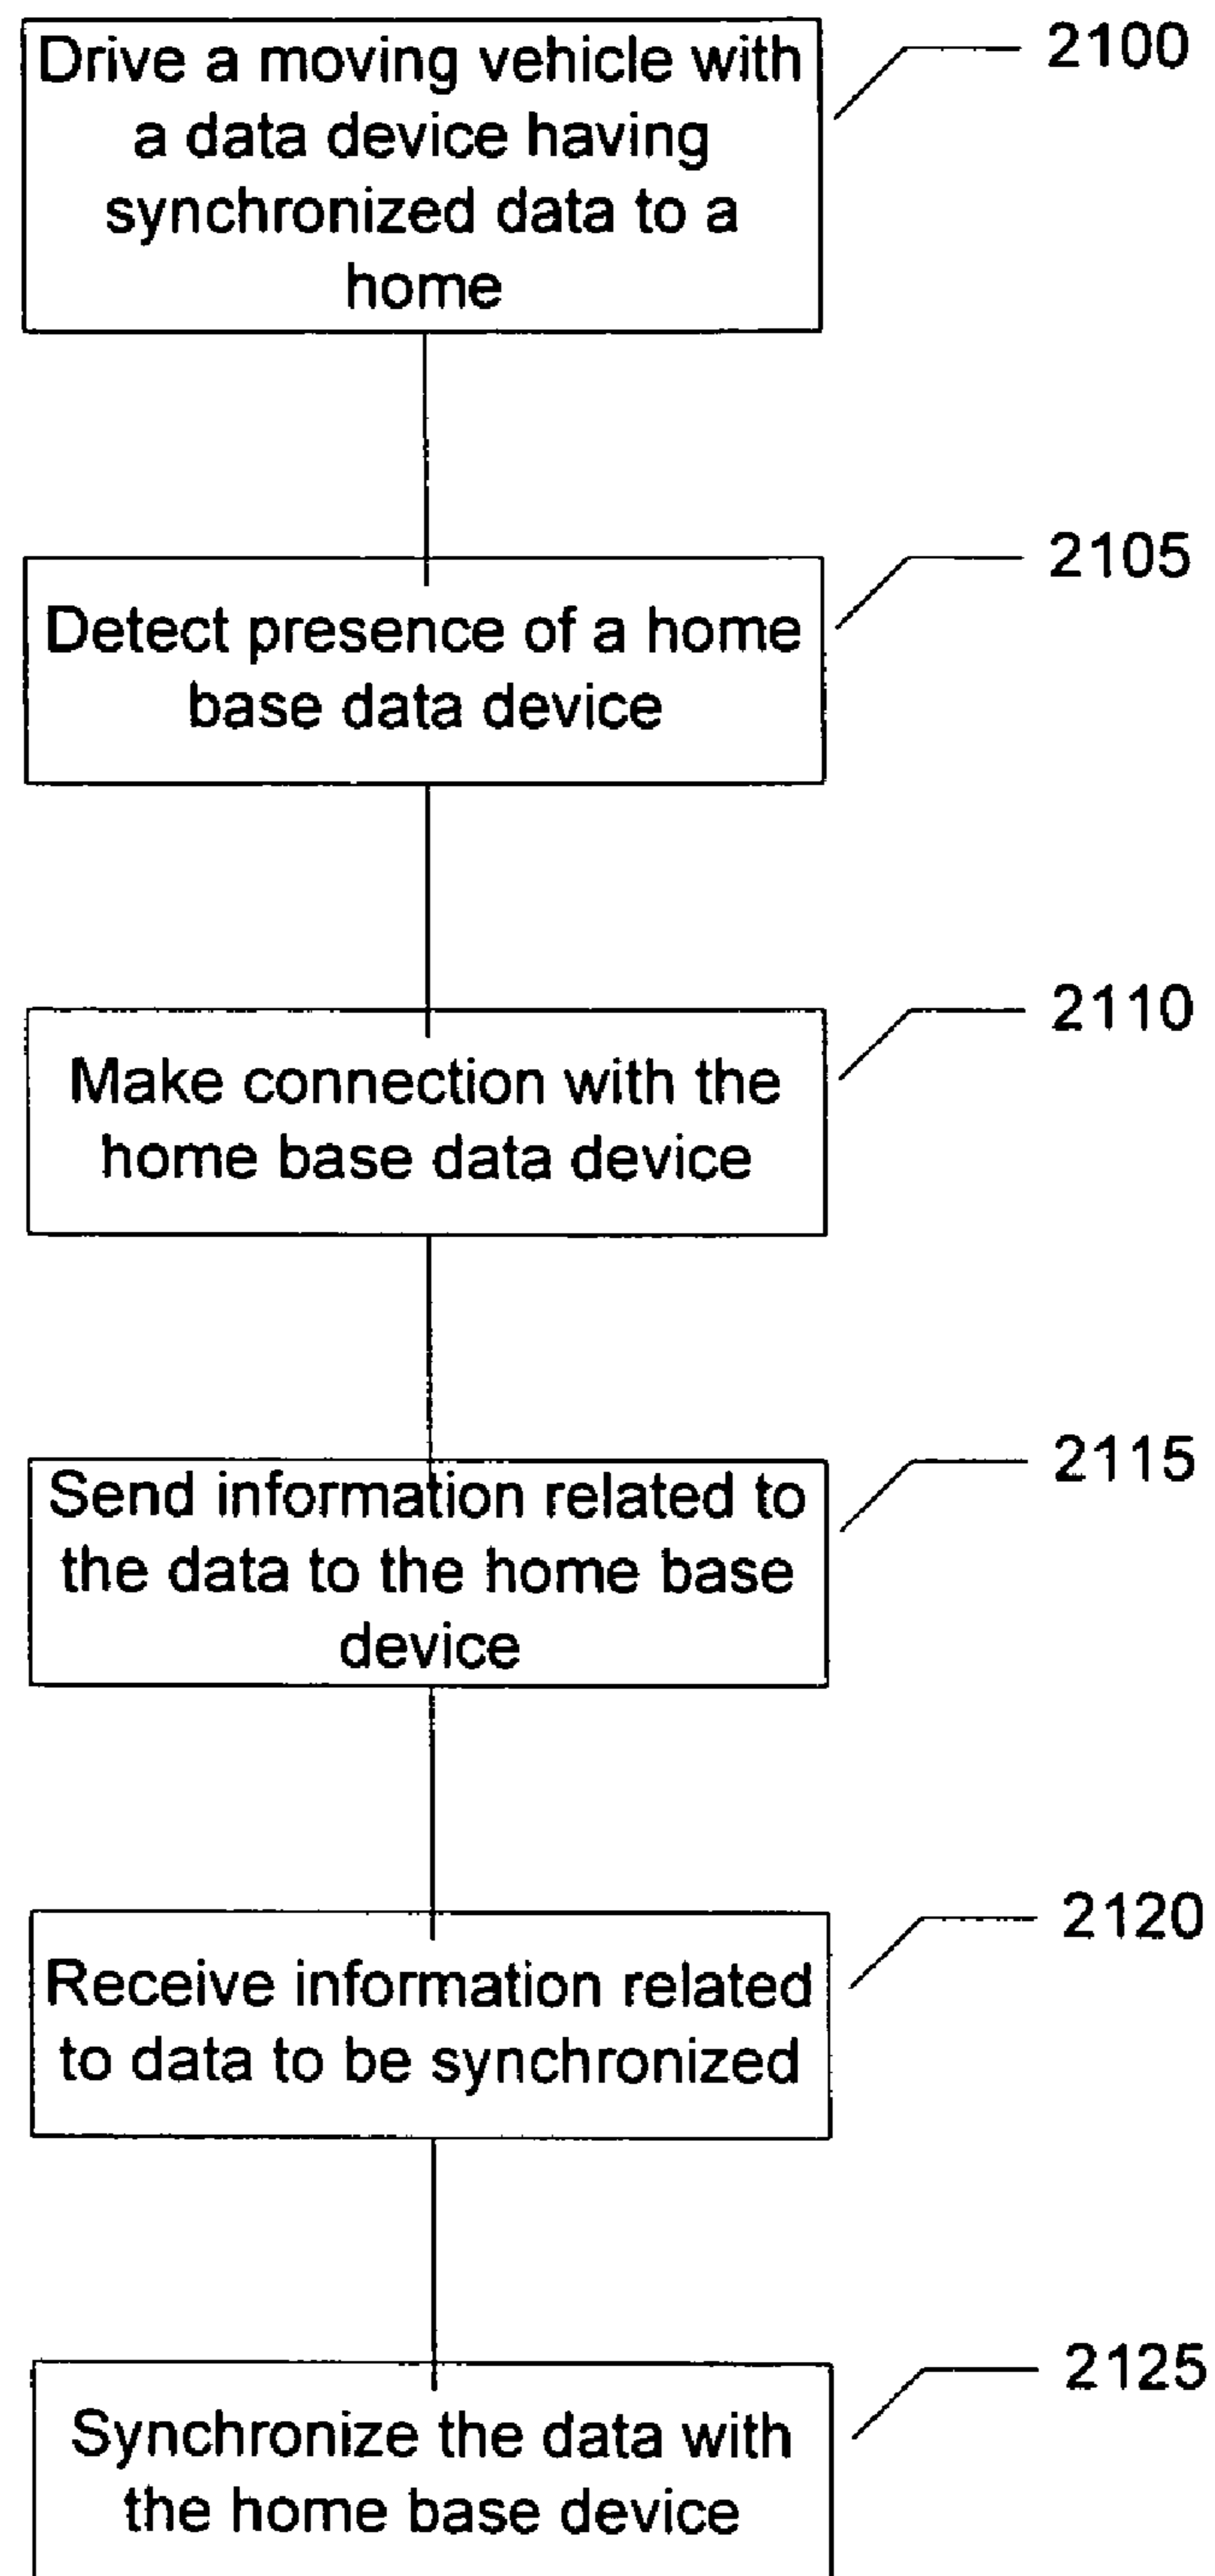 Drive a moving vehicle with
a data device having
synchronized data to a
home
2100
Detect presence of a home
base data device
2105
Make connection with the
home base data device
2110
Send information related to
the data to the home base
device
2115
Receive information related
to data to be synchronized
2120
Synchronize the data with
the home base device
2125